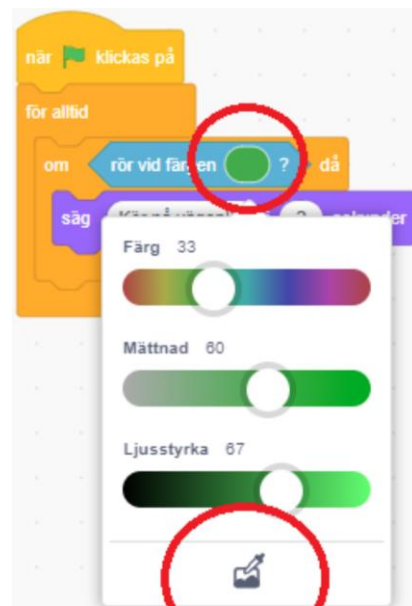 när klickas på
för alltid
om rör vid färgen ? då
säg
Färg 33
Mättnad 60
Ljusstyrka 67